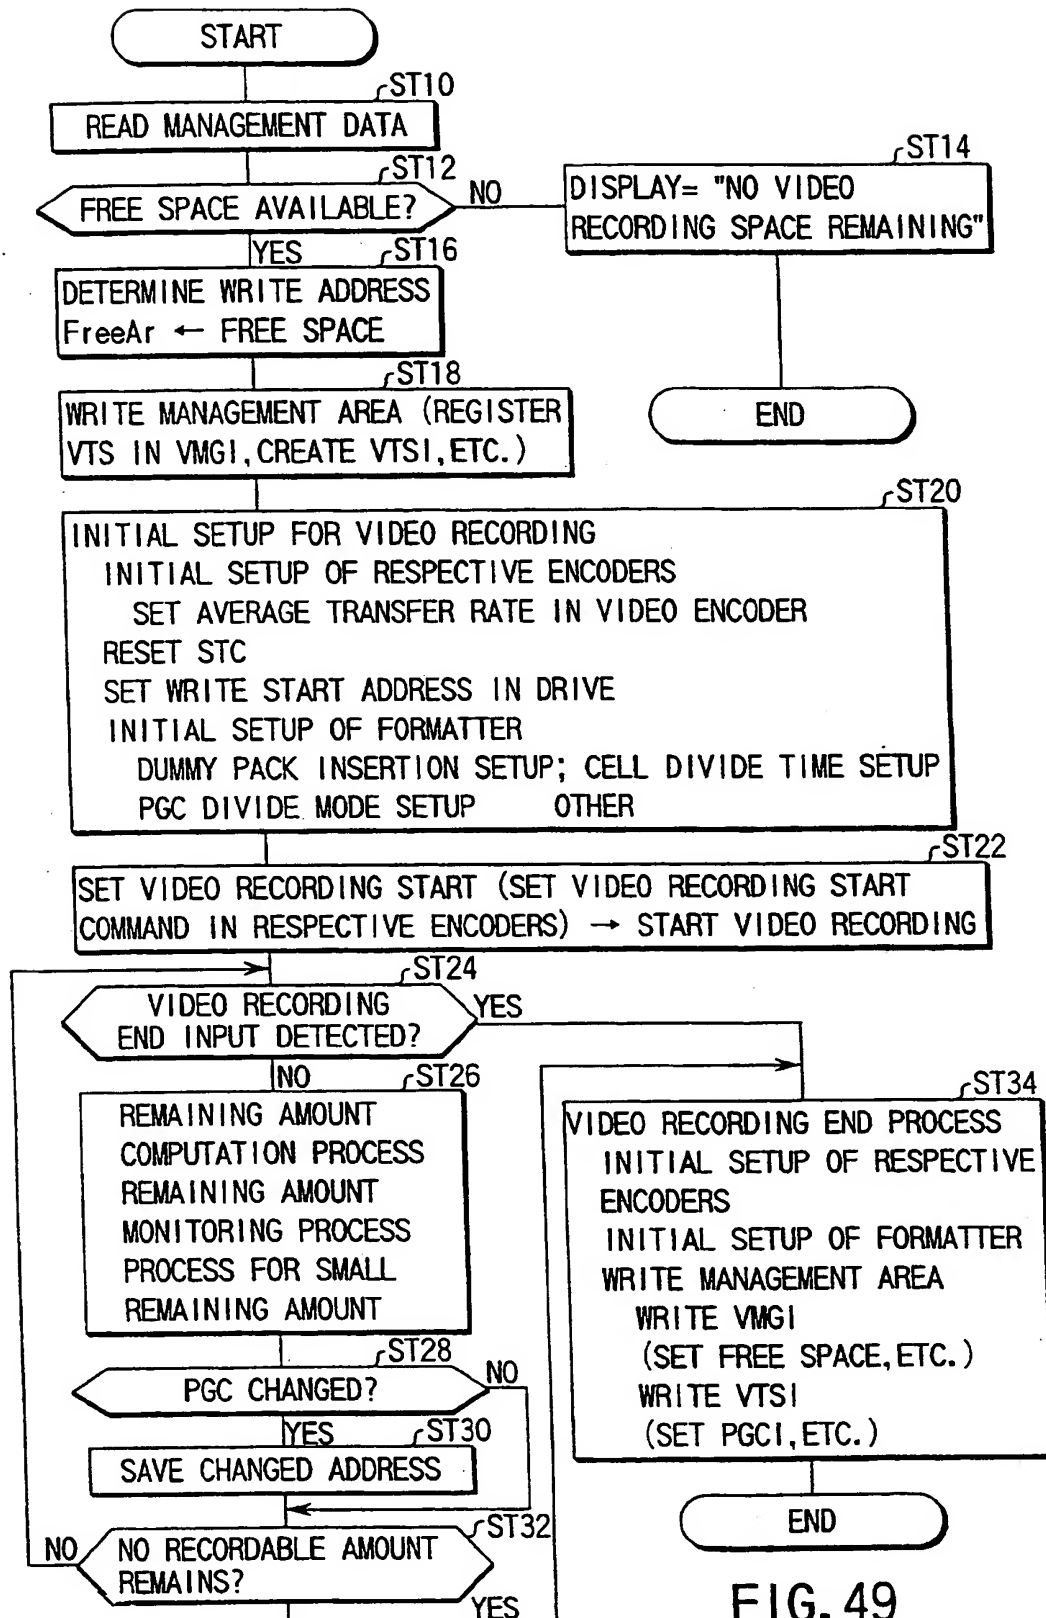 START
ST10
READ MANAGEMENT DATA
ST12
FREE SPACE AVAILABLE?
NO
ST14
DISPLAY= "NO VIDEO
RECORDING SPACE REMAINING"
END
YES
ST16
DETERMINE WRITE ADDRESS
FreeAr ← FREE SPACE
ST18
WRITE MANAGEMENT AREA (REGISTER
VTS IN VMGI, CREATE VTSI, ETC.)
ST20
INITIAL SETUP FOR VIDEO RECORDING
INITIAL SETUP OF RESPECTIVE ENCODERS
SET AVERAGE TRANSFER RATE IN VIDEO ENCODER
RESET STC
SET WRITE START ADDRESS IN DRIVE
INITIAL SETUP OF FORMATTER
DUMMY PACK INSERTION SETUP; CELL DIVIDE TIME SETUP
PGC DIVIDE MODE SETUP OTHER
ST22
SET VIDEO RECORDING START (SET VIDEO RECORDING START
COMMAND IN RESPECTIVE ENCODERS) → START VIDEO RECORDING
ST24
VIDEO RECORDING
END INPUT DETECTED?
YES
NO
ST26
REMAINING AMOUNT
COMPUTATION PROCESS
REMAINING AMOUNT
MONITORING PROCESS
PROCESS FOR SMALL
REMAINING AMOUNT
ST28
PGC CHANGED?
NO
YES
ST30
SAVE CHANGED ADDRESS
ST32
NO
NO RECORDABLE AMOUNT
REMAINS?
YES
ST34
VIDEO RECORDING END PROCESS
INITIAL SETUP OF RESPECTIVE
ENCODERS
INITIAL SETUP OF FORMATTER
WRITE MANAGEMENT AREA
WRITE VMGI
(SET FREE SPACE, ETC.)
WRITE VTSI
(SET PGCI, ETC.)
END
FIG. 49